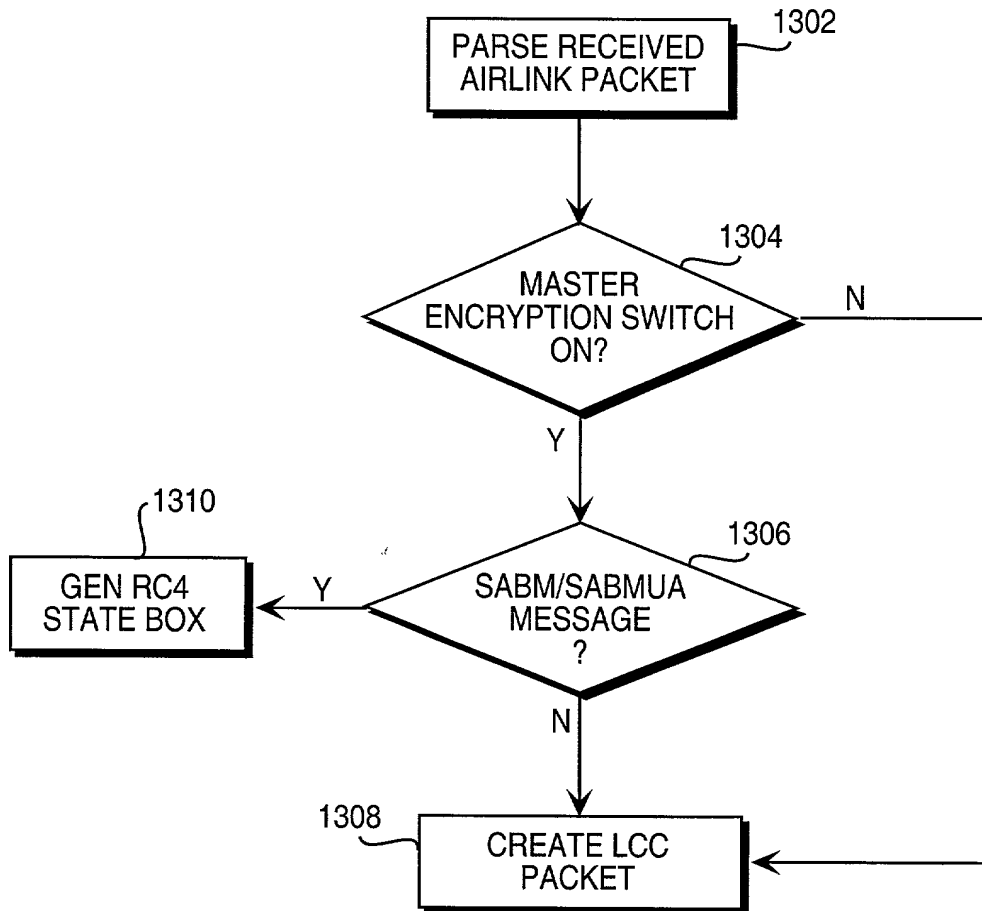 1302
PARSE RECEIVED
AIRLINK PACKET
1304
MASTER
ENCRYPTION SWITCH
ON?
N
Y
1310
GEN RC4
STATE BOX
Y
1306
SABM/SABMUA
MESSAGE
?
N
1308
CREATE LCC
PACKET